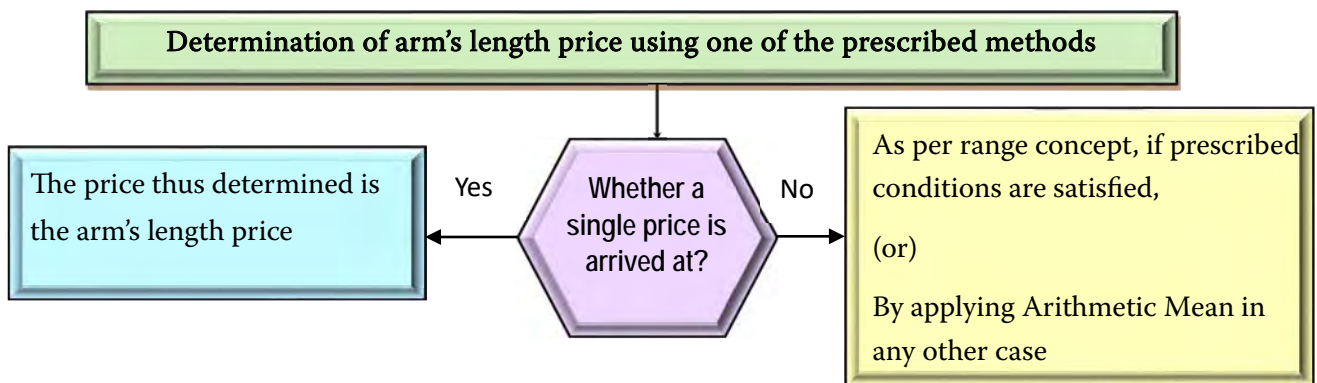 Determination of arm's length price using one of the prescribed methods
The price thus determined is
the arm's length price
Yes
Whether a
single price is
arrived at?
No
As per range concept, if prescribed
conditions are satisfied,
(or)
By applying Arithmetic Mean in
any other case